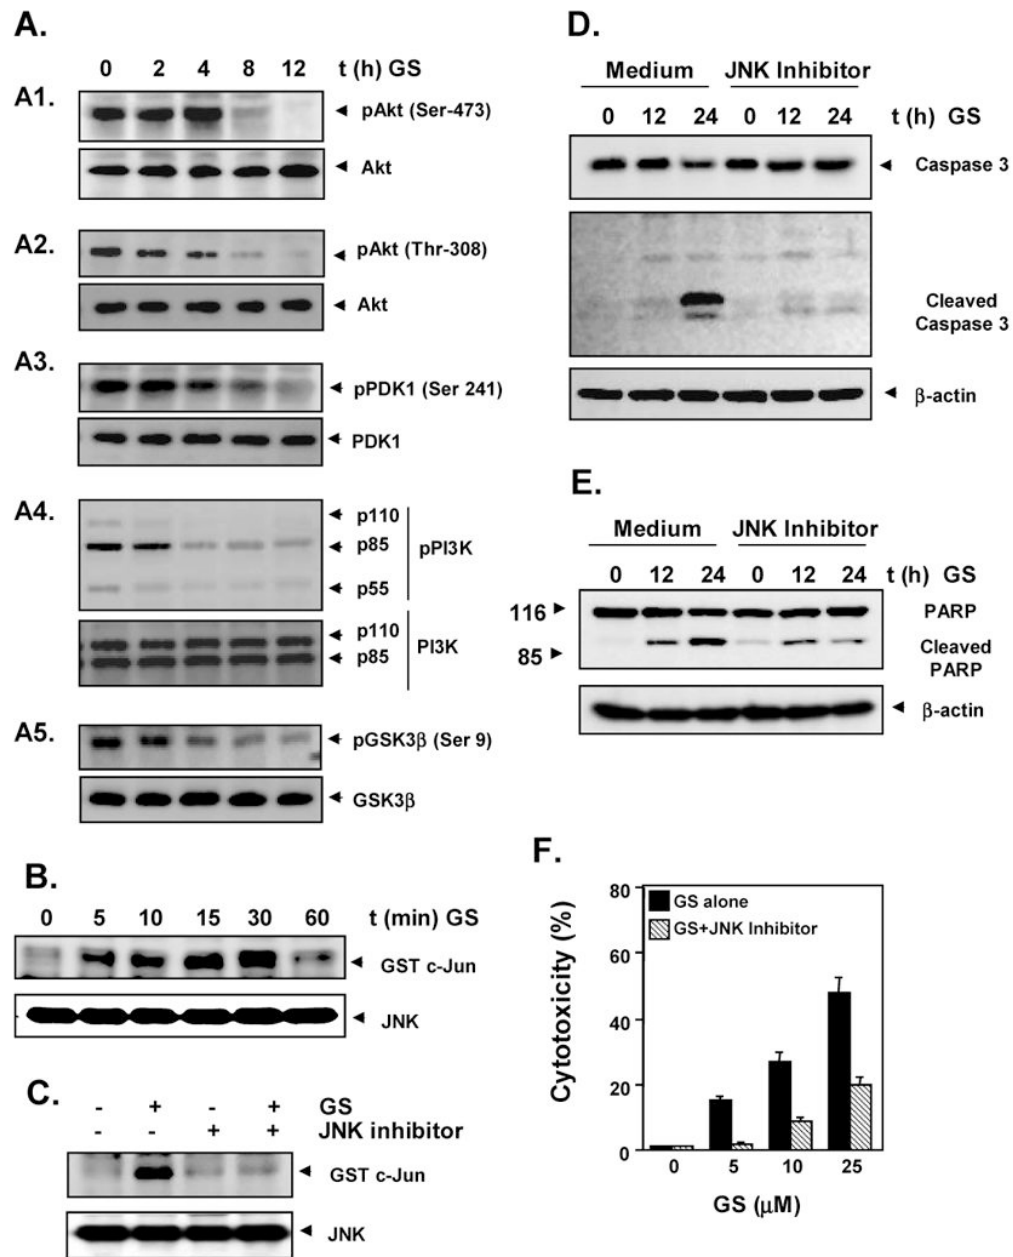 A.
0 2 4 8 12 t (h) GS
A1.
pAkt (Ser-473)
Akt
A2.
pAkt (Thr-308)
Akt
A3.
pPDK1 (Ser 241)
PDK1
A4.
p110
p85
pPI3K
p55
p110
p85
PI3K
A5.
pGSK3β (Ser 9)
GSK3β
B.
0 5 10 15 30 60 t (min) GS
GST c-Jun
JNK
C.
- + - + GS
- - + + JNK inhibitor
GST c-Jun
JNK
D.
Medium JNK Inhibitor
0 12 24 0 12 24 t (h) GS
Caspase 3
Cleaved
Caspase 3
β-actin
E.
Medium JNK Inhibitor
0 12 24 0 12 24 t (h) GS
116 PARP
Cleaved
PARP
85
β-actin
F.
80
60
40
20
0
Cytotoxicity (%)
GS alone
GS+JNK Inhibitor
0 5 10 25
GS (μM)